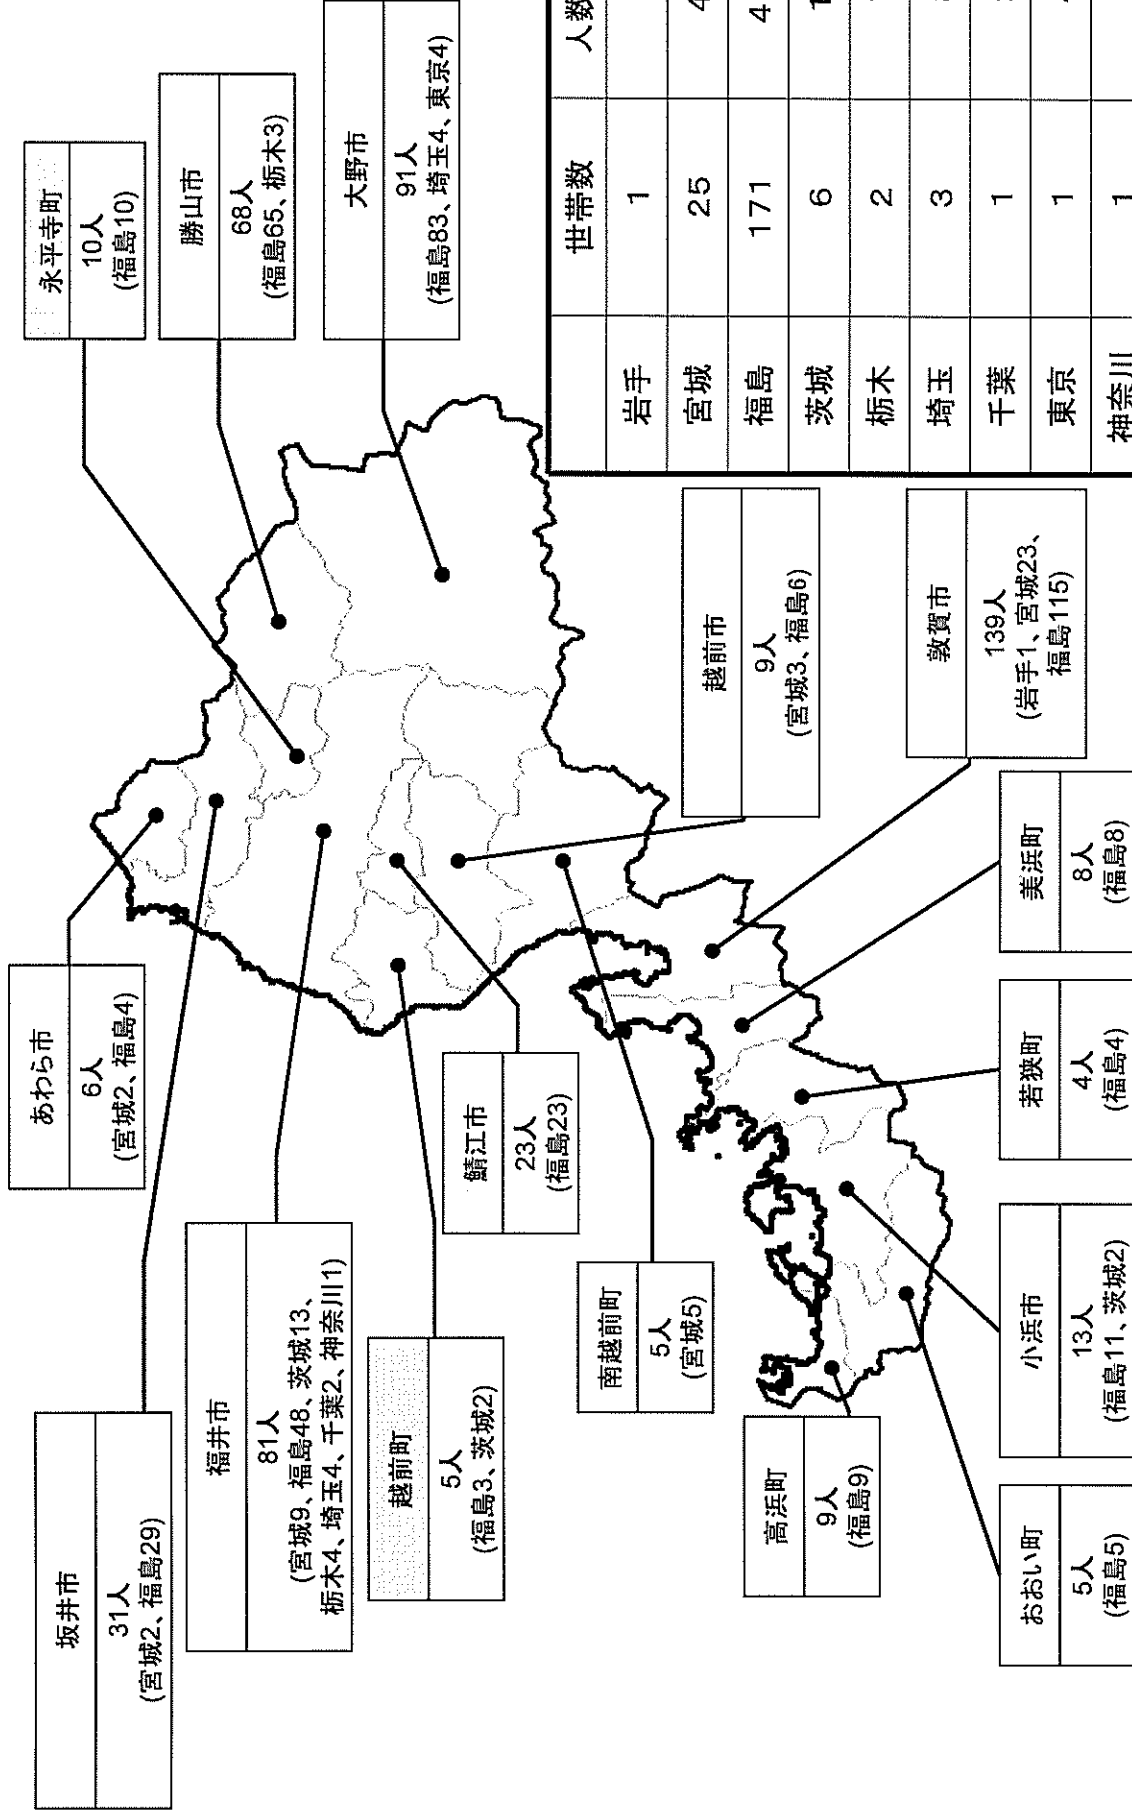 あわら市
6人
(宮城2、福島4)
坂井市
31人
(宮城2、福島29)
福井市
81人
(宮城9、福島48、茨城13、
栃木4、埼玉4、千葉2、神奈川1)
越前町
5人
(福島3、茨城2)
鯖江市
23人
(福島23)
南越前町
5人
(宮城5)
高浜町
9人
(福島9)
おおい町
5人
(福島5)
小浜市
13人
(福島11、茨城2)
若狭町
4人
(福島4)
美浜町
8人
(福島8)
敦賀市
139人
(岩手1、宮城23、
福島115)
越前市
9人
(宮城3、福島6)
永平寺町
10人
(福島10)
勝山市
68人
(福島65、栃木3)
大野市
91人
(福島83、埼玉4、東京4)
世帯数 人数
岩手 1
宮城 25
福島 171
茨城 6
栃木 2
埼玉 3
千葉 1
東京 1
神奈川 1